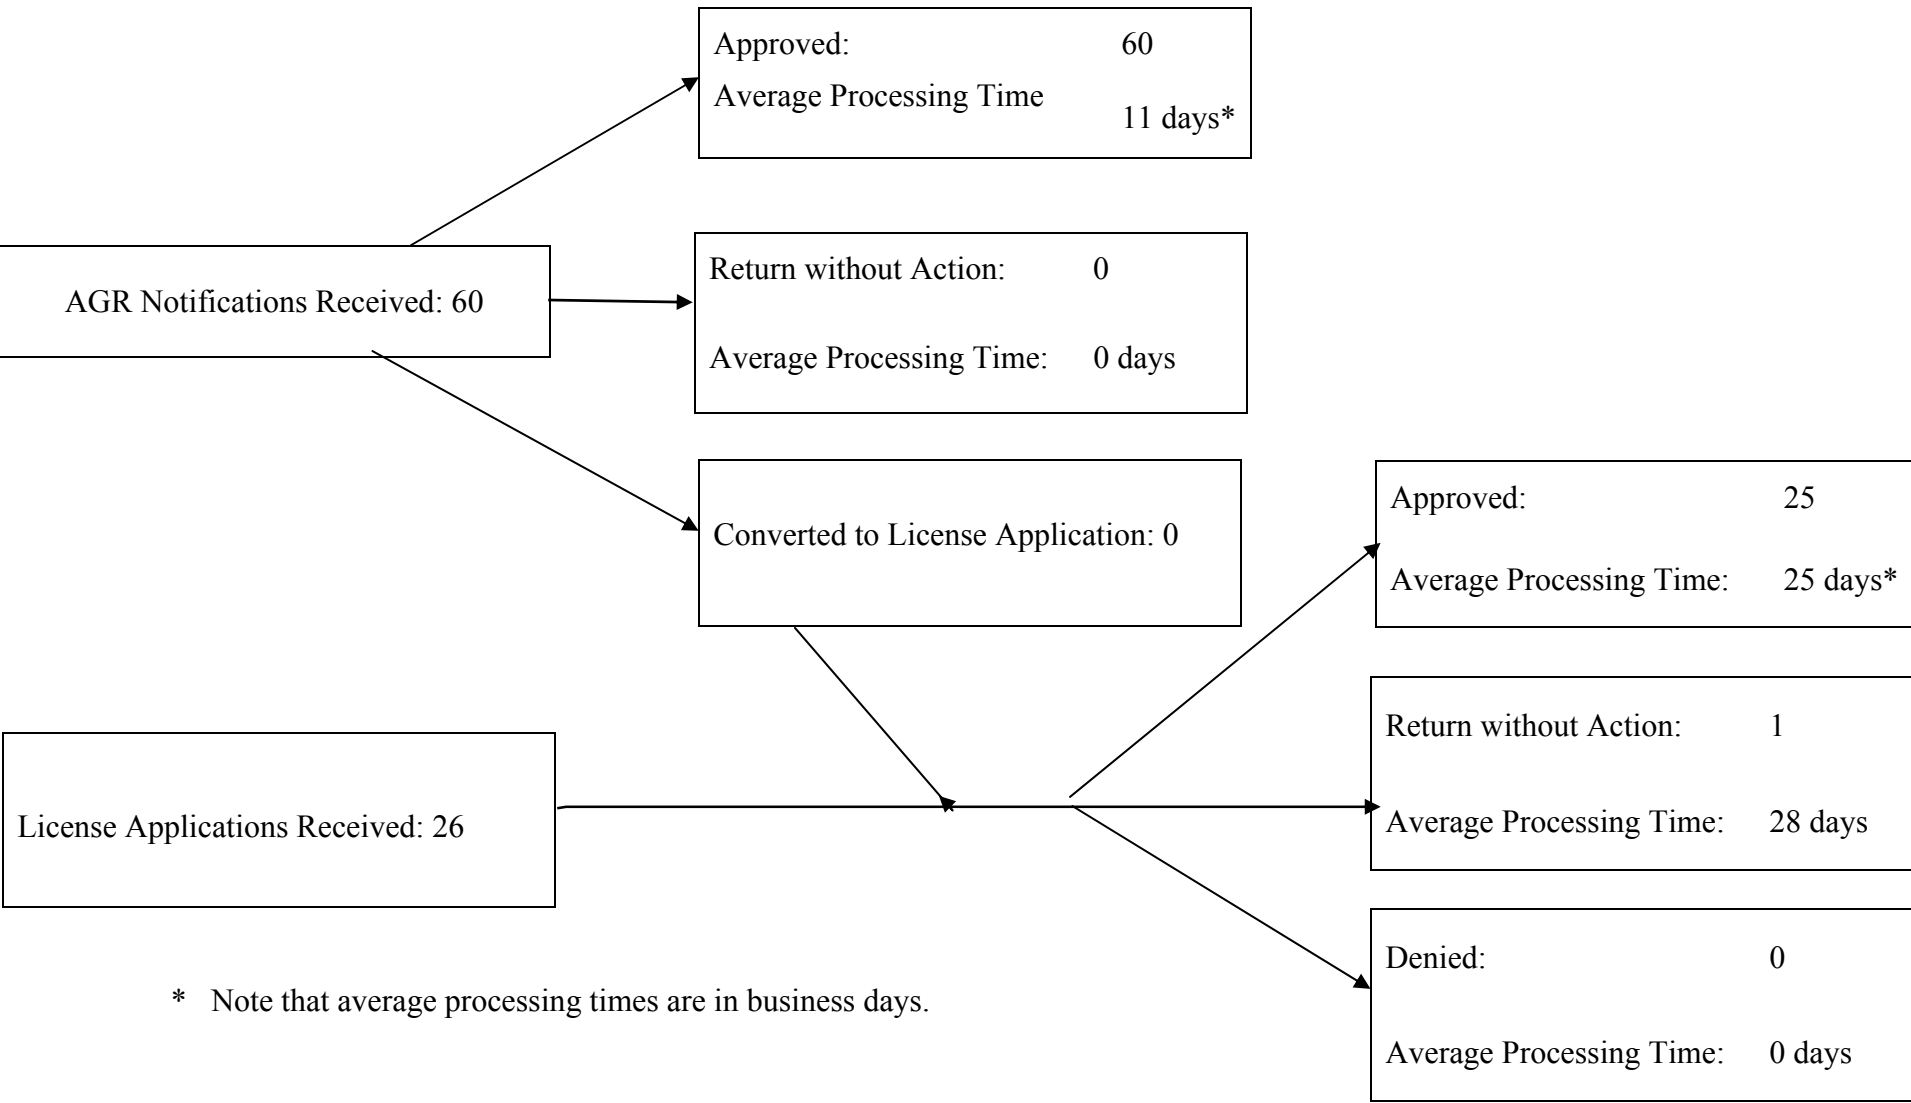 Approved: 60
Average Processing Time
11 days*
AGR Notifications Received: 60
Return without Action: 0
Average Processing Time: 0 days
Converted to License Application: 0
Approved: 25
Average Processing Time: 25 days*
License Applications Received: 26
Return without Action: 1
Average Processing Time: 28 days
Denied: 0
Average Processing Time: 0 days
* Note that average processing times are in business days.